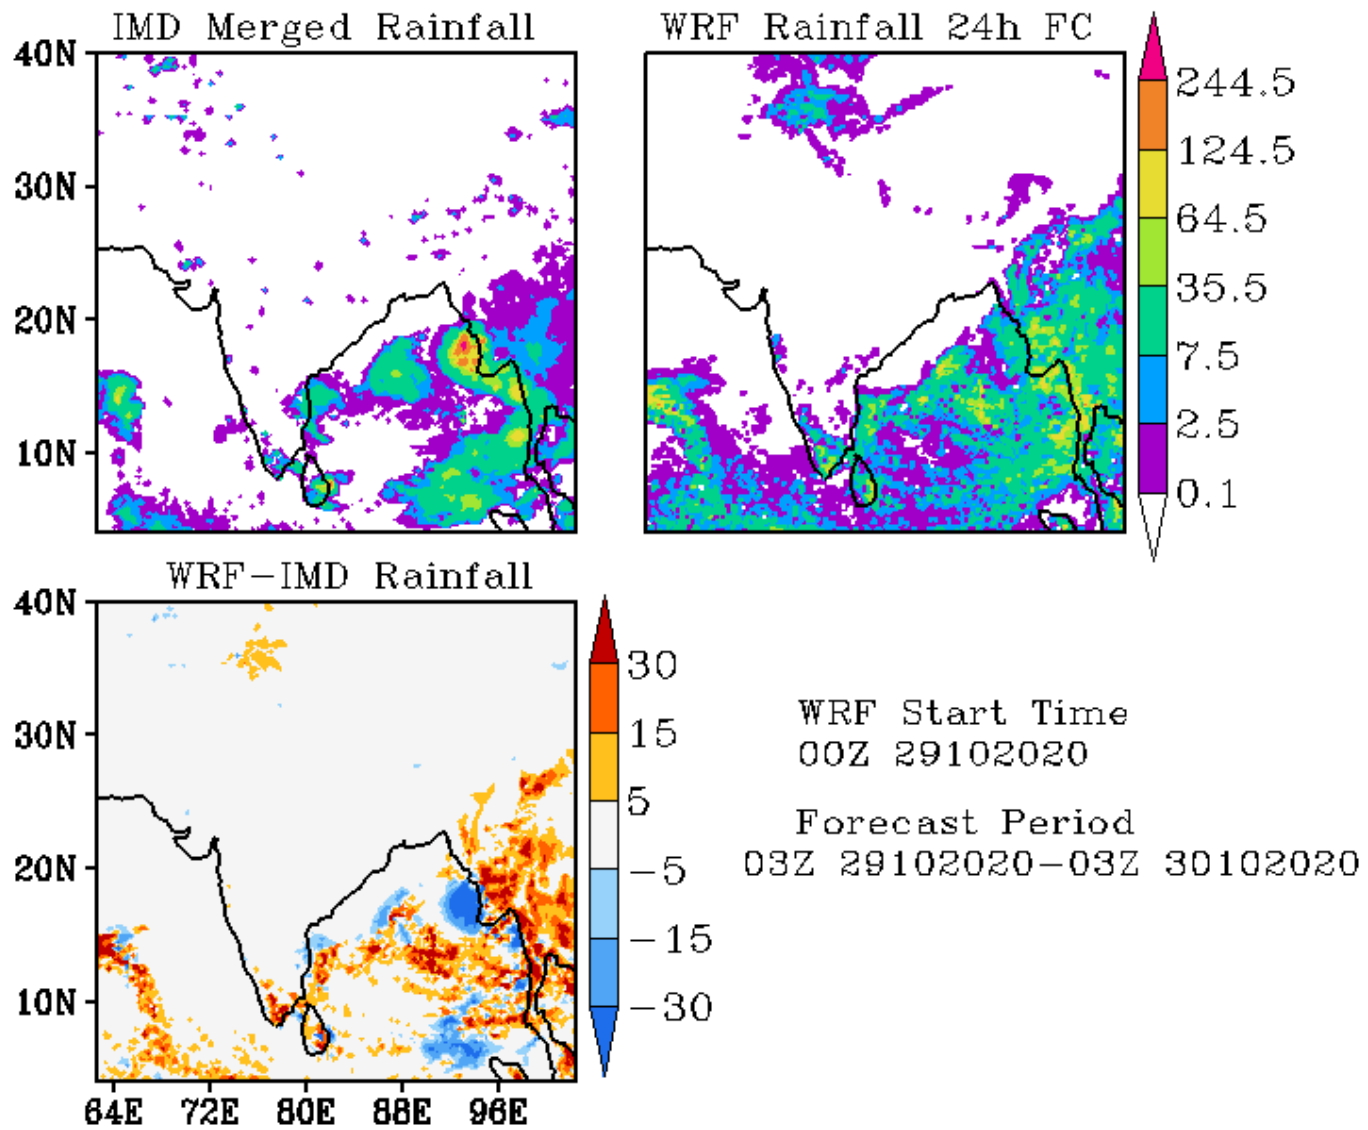 IMD Merged Rainfall
WRF Rainfall 24h FC
40N
30N
20N
10N
244.5
124.5
64.5
35.5
7.5
2.5
0.1
WRF-IMD Rainfall
40N
30N
20N
10N
64E 72E 80E 88E 96E
30
15
5
-5
-15
-30
WRF Start Time
00Z 29102020
Forecast Period
03Z 29102020-03Z 30102020